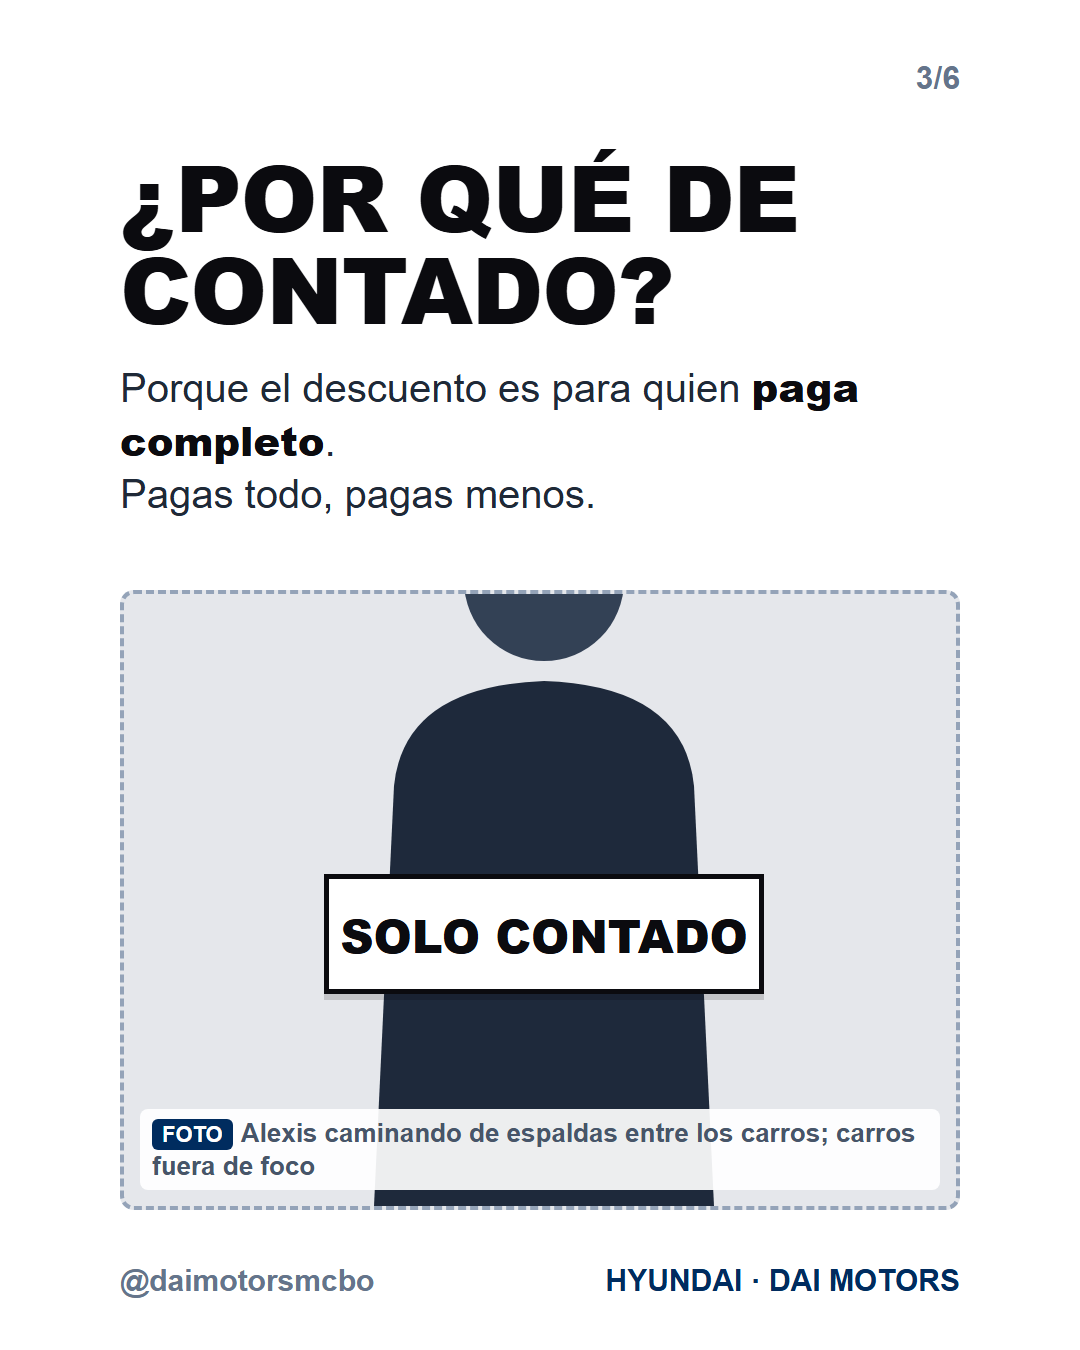 3/6
¿POR QUÉ DE
CONTADO?
Porque el descuento es para quien paga
completo.
Pagas todo, pagas menos.
SOLO CONTADO
FOTO Alexis caminando de espaldas entre los carros; carros
fuera de foco
@daimotorsmcbo
HYUNDAI · DAI MOTORS